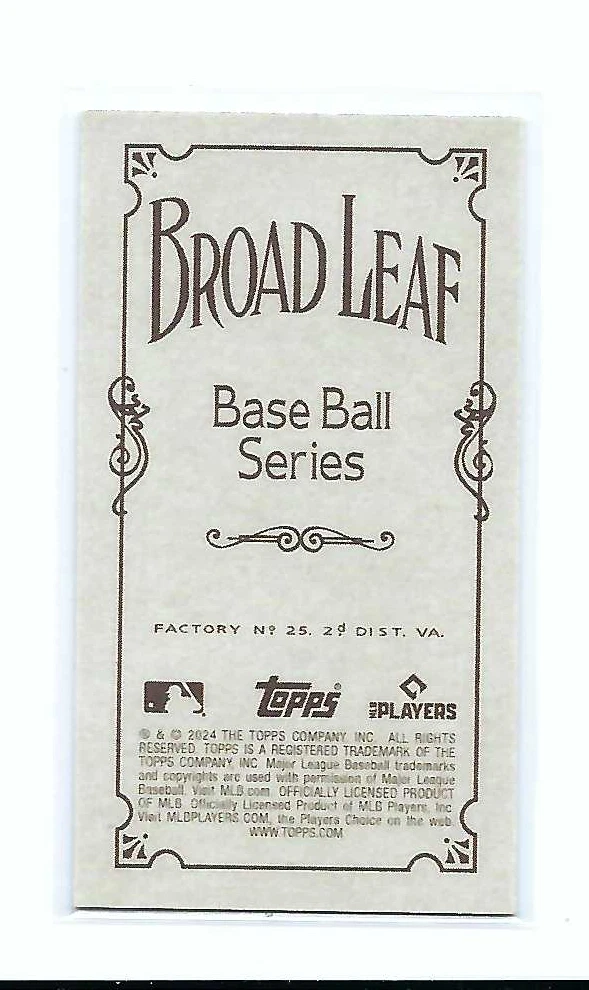 BROAD LEAF
Base Ball
Series
FACTORY Nº 25. 2ᵈ DIST. VA.
topps®
MLB PLAYERS
® & © 2024 THE TOPPS COMPANY INC. ALL RIGHTS
RESERVED. TOPPS IS A REGISTERED TRADEMARK OF THE
TOPPS COMPANY, INC. Major League Baseball trademarks
and copyrights are used with permission of Major League
Baseball. Visit MLB.com. OFFICIALLY LICENSED PRODUCT
OF MLB. Officially Licensed Product of MLB Players, Inc.
Visit MLBPLAYERS.COM, the Players Choice on the web.
WWW.TOPPS.COM